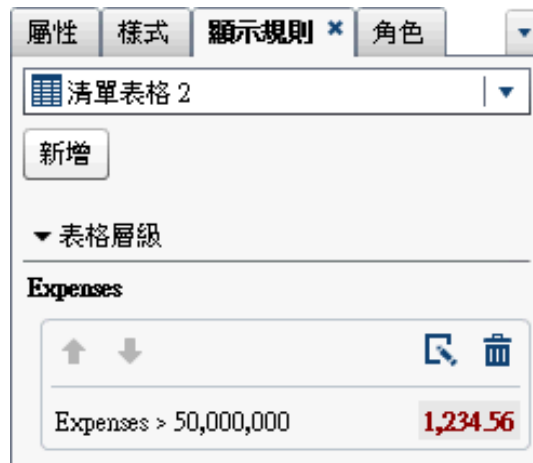 屬性 樣式 顯示規則 角色
清單表格 2
新增
表格層級
Expenses
Expenses > 50,000,000 1,234.56